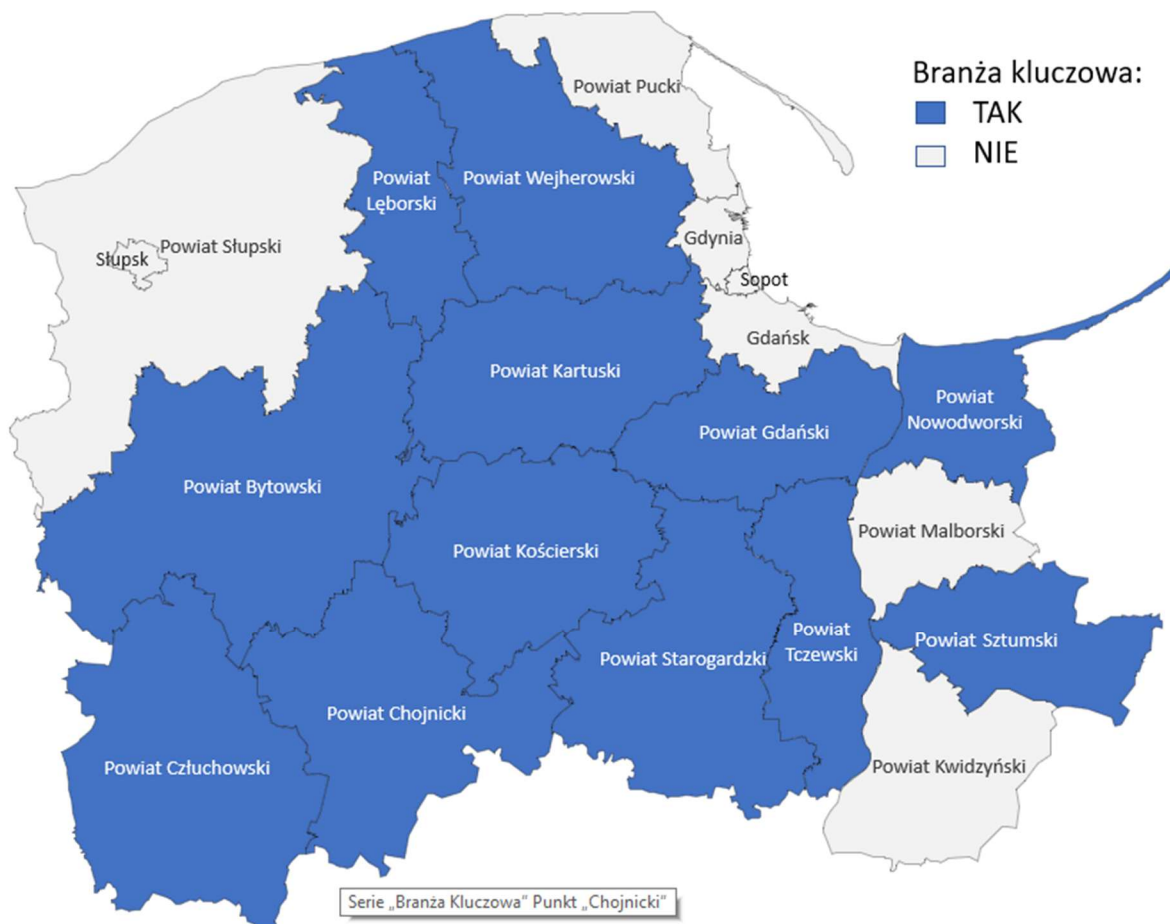 Branża kluczowa:
TAK
NIE
Powiat Pucki
Powiat
Lęborski
Powiat Wejherowski
Powiat Słupski
Słupsk
Gdynia
Sopot
Gdańsk
Powiat Kartuski
Powiat
Nowodworski
Powiat Gdański
Powiat Bytowski
Powiat Malborski
Powiat Kościerski
Powiat
Tczewski
Powiat Sztumski
Powiat Starogardzki
Powiat Chojnicki
Powiat Człuchowski
Powiat Kwidzyński
Serie „Branża Kluczowa" Punkt „Chojnicki"